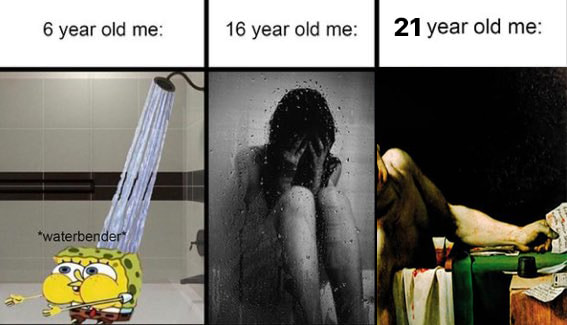 6 year old me:
16 year old me:
21 year old me:
*waterbender*